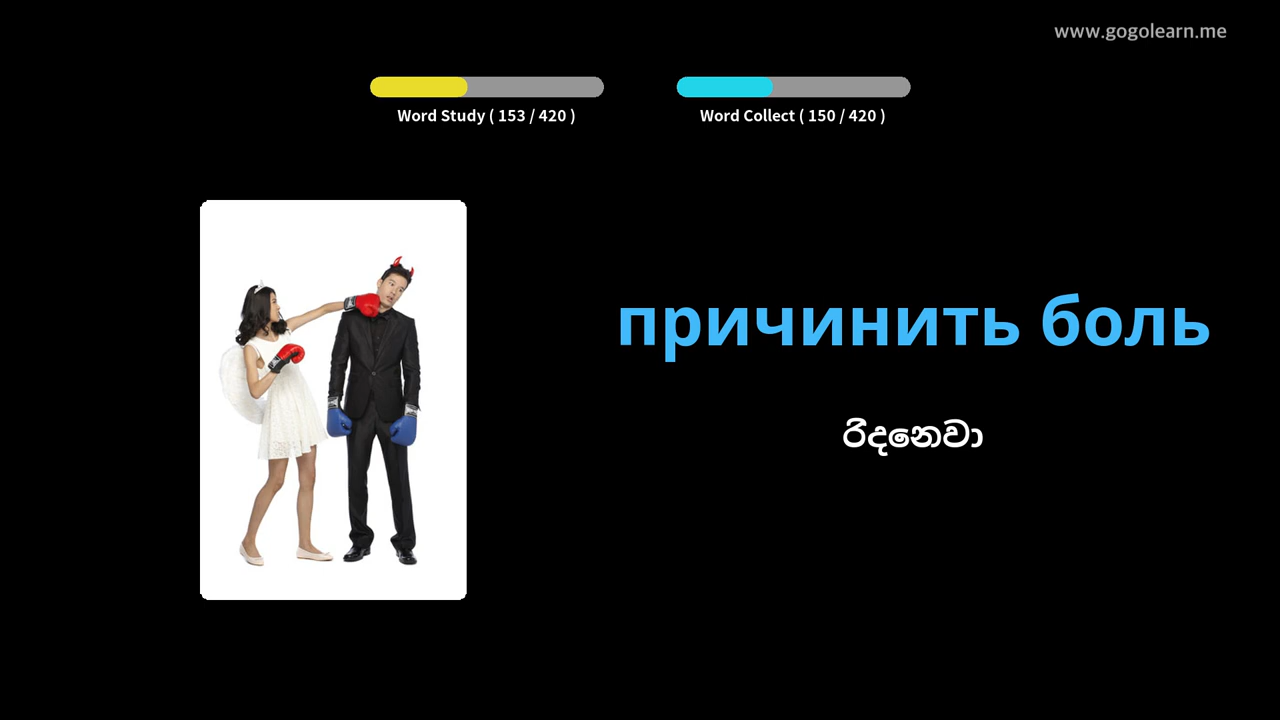 www.gogolearn.me
Word Study ( 153 / 420 )
Word Collect ( 150 / 420 )
причинить боль
රිදනෙවා